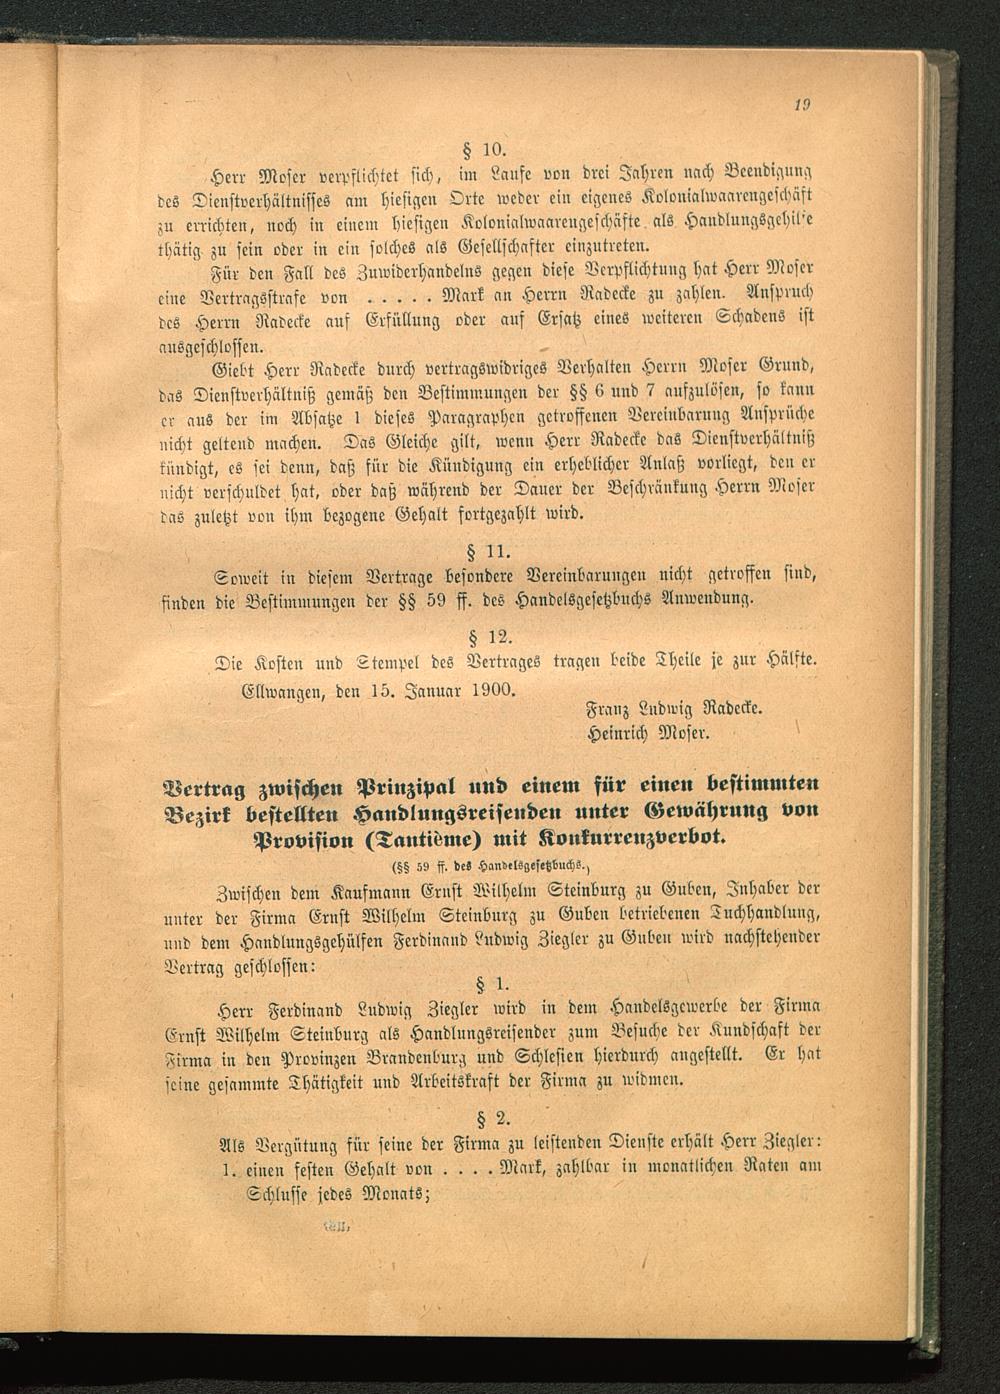 19
§ 10.
Herr Moser verpflichtet sich, im Laufe von drei Jahren nach Beendigung
des Dienstverhältnisses am hiesigen Orte weder ein eigenes Kolonialwaarengeschäft
zu errichten, noch in einem hiesigen Kolonialwaarengeschäfte als Handlungsgehilfe
thätig zu sein oder in ein solches als Gesellschafter einzutreten.
Für den Fall des Zuwiderhandelns gegen diese Verpflichtung hat Herr Moser
eine Vertragsstrafe von . . . . . Mark an Herrn Radecke zu zahlen. Anspruch
des Herrn Radecke auf Erfüllung oder auf Ersatz eines weiteren Schadens ist
ausgeschlossen.
Giebt Herr Radecke durch vertragswidriges Verhalten Herrn Moser Grund,
das Dienstverhältniß gemäß den Bestimmungen der §§ 6 und 7 aufzulösen, so kann
er aus der im Absatze 1 dieses Paragraphen getroffenen Vereinbarung Ansprüche
nicht geltend machen. Das Gleiche gilt, wenn Herr Radecke das Dienstverhältniß
kündigt, es sei denn, daß für die Kündigung ein erheblicher Anlaß vorliegt, den er
nicht verschuldet hat, oder daß während der Dauer der Beschränkung Herrn Moser
das zuletzt von ihm bezogene Gehalt fortgezahlt wird.
§ 11.
Soweit in diesem Vertrage besondere Vereinbarungen nicht getroffen sind,
finden die Bestimmungen der §§ 59 ff. des Handelsgesetzbuchs Anwendung.
§ 12.
Die Kosten und Stempel des Vertrages tragen beide Theile je zur Hälfte.
Ellwangen, den 15. Januar 1900.
Franz Ludwig Radecke.
Heinrich Moser.
Vertrag zwischen Prinzipal und einem für einen bestimmten
Bezirk bestellten Handlungsreisenden unter Gewährung von
Provision (Tantième) mit Konkurrenzverbot.
(§§ 59 ff. des Handelsgesetzbuchs.)
Zwischen dem Kaufmann Ernst Wilhelm Steinburg zu Guben, Inhaber der
unter der Firma Ernst Wilhelm Steinburg zu Guben betriebenen Tuchhandlung,
und dem Handlungsgehülfen Ferdinand Ludwig Ziegler zu Guben wird nachstehender
Vertrag geschlossen:
§ 1.
Herr Ferdinand Ludwig Ziegler wird in dem Handelsgewerbe der Firma
Ernst Wilhelm Steinburg als Handlungsreisender zum Besuche der Kundschaft der
Firma in den Provinzen Brandenburg und Schlesien hierdurch angestellt. Er hat
seine gesammte Thätigkeit und Arbeitskraft der Firma zu widmen.
§ 2.
Als Vergütung für seine der Firma zu leistenden Dienste erhält Herr Ziegler:
1. einen festen Gehalt von . . . . Mark, zahlbar in monatlichen Raten am
Schlusse jedes Monats;